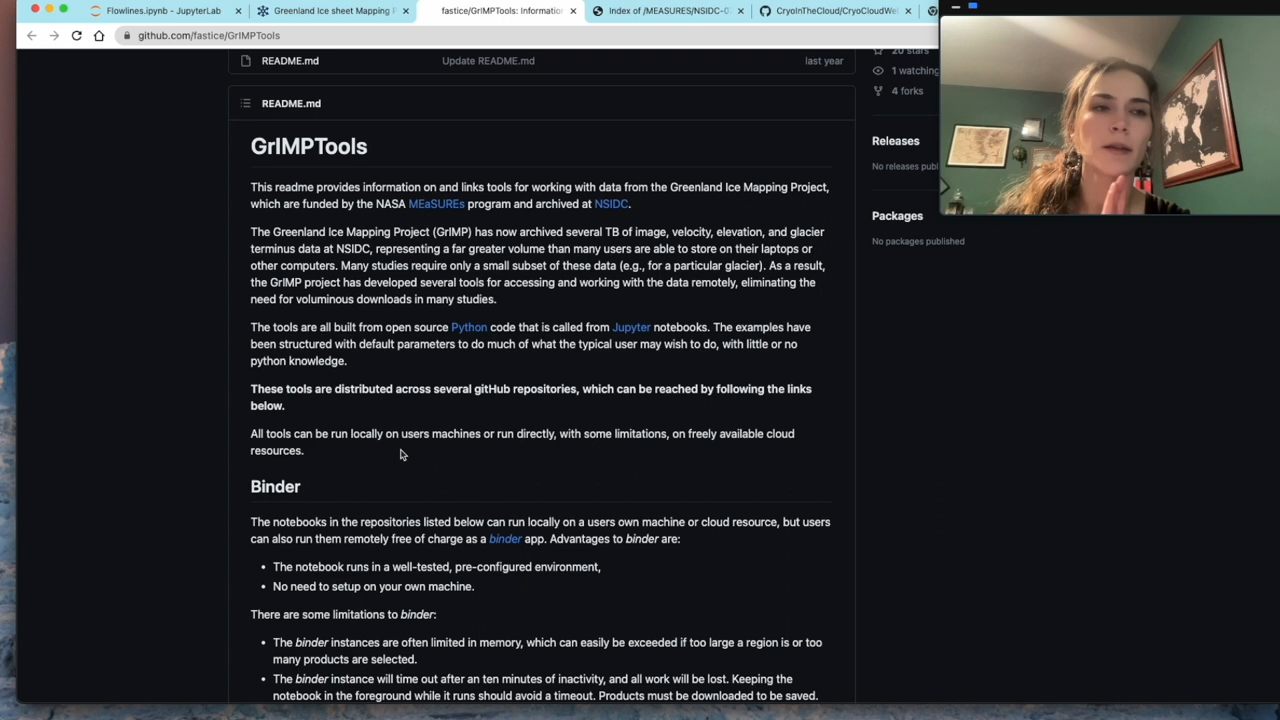 Flowlines.ipynb - JupyterLab
Greenland Ice sheet Mapping P
fastice/GrIMPTools: Informatio
Index of /MEASURES/NSIDC-0
CryoInTheCloud/CryoCloudWe
github.com/fastice/GrIMPTools
README.md
Update README.md
last year
20 stars
1 watching
4 forks
README.md
Releases
No releases publ
Packages
No packages published
GrIMPTools
This readme provides information on and links tools for working with data from the Greenland Ice Mapping Project,
which are funded by the NASA MEaSUREs program and archived at NSIDC.
The Greenland Ice Mapping Project (GrIMP) has now archived several TB of image, velocity, elevation, and glacier
terminus data at NSIDC, representing a far greater volume than many users are able to store on their laptops or
other computers. Many studies require only a small subset of these data (e.g., for a particular glacier). As a result,
the GrIMP project has developed several tools for accessing and working with the data remotely, eliminating the
need for voluminous downloads in many studies.
The tools are all built from open source Python code that is called from Jupyter notebooks. The examples have
been structured with default parameters to do much of what the typical user may wish to do, with little or no
python knowledge.
These tools are distributed across several gitHub repositories, which can be reached by following the links
below.
All tools can be run locally on users machines or run directly, with some limitations, on freely available cloud
resources.
Binder
The notebooks in the repositories listed below can run locally on a users own machine or cloud resource, but users
can also run them remotely free of charge as a binder app. Advantages to binder are:
• The notebook runs in a well-tested, pre-configured environment,
• No need to setup on your own machine.
There are some limitations to binder:
• The binder instances are often limited in memory, which can easily be exceeded if too large a region is or too
many products are selected.
• The binder instance will time out after an ten minutes of inactivity, and all work will be lost. Keeping the
notebook in the foreground while it runs should avoid a timeout. Products must be downloaded to be saved.